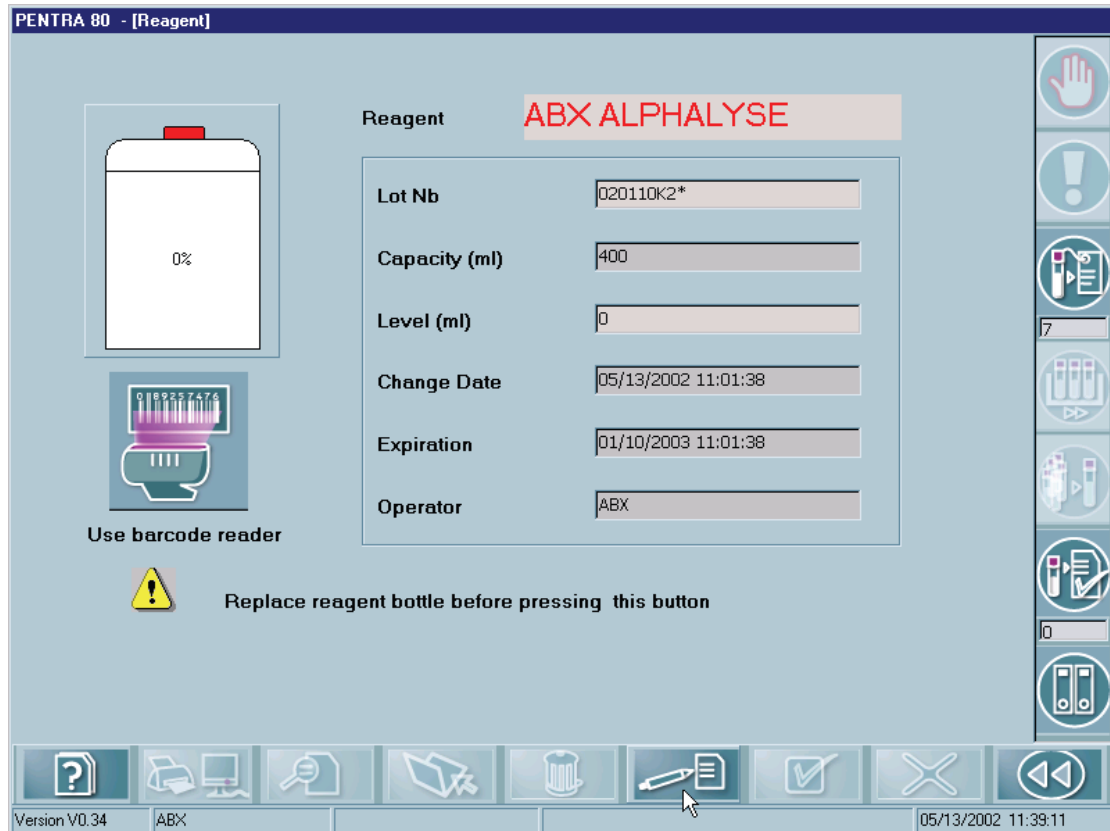 PENTRA 80 - [Reagent]
Reagent ABX ALPHALYSE
Lot Nb 020110K2*
Capacity (ml) 400
0%
Level (ml) 0
7
Change Date 05/13/2002 11:01:38
0 89257476
Expiration 01/10/2003 11:01:38
Operator ABX
Use barcode reader
! Replace reagent bottle before pressing this button
0
?
Version V0.34 ABX 05/13/2002 11:39:11